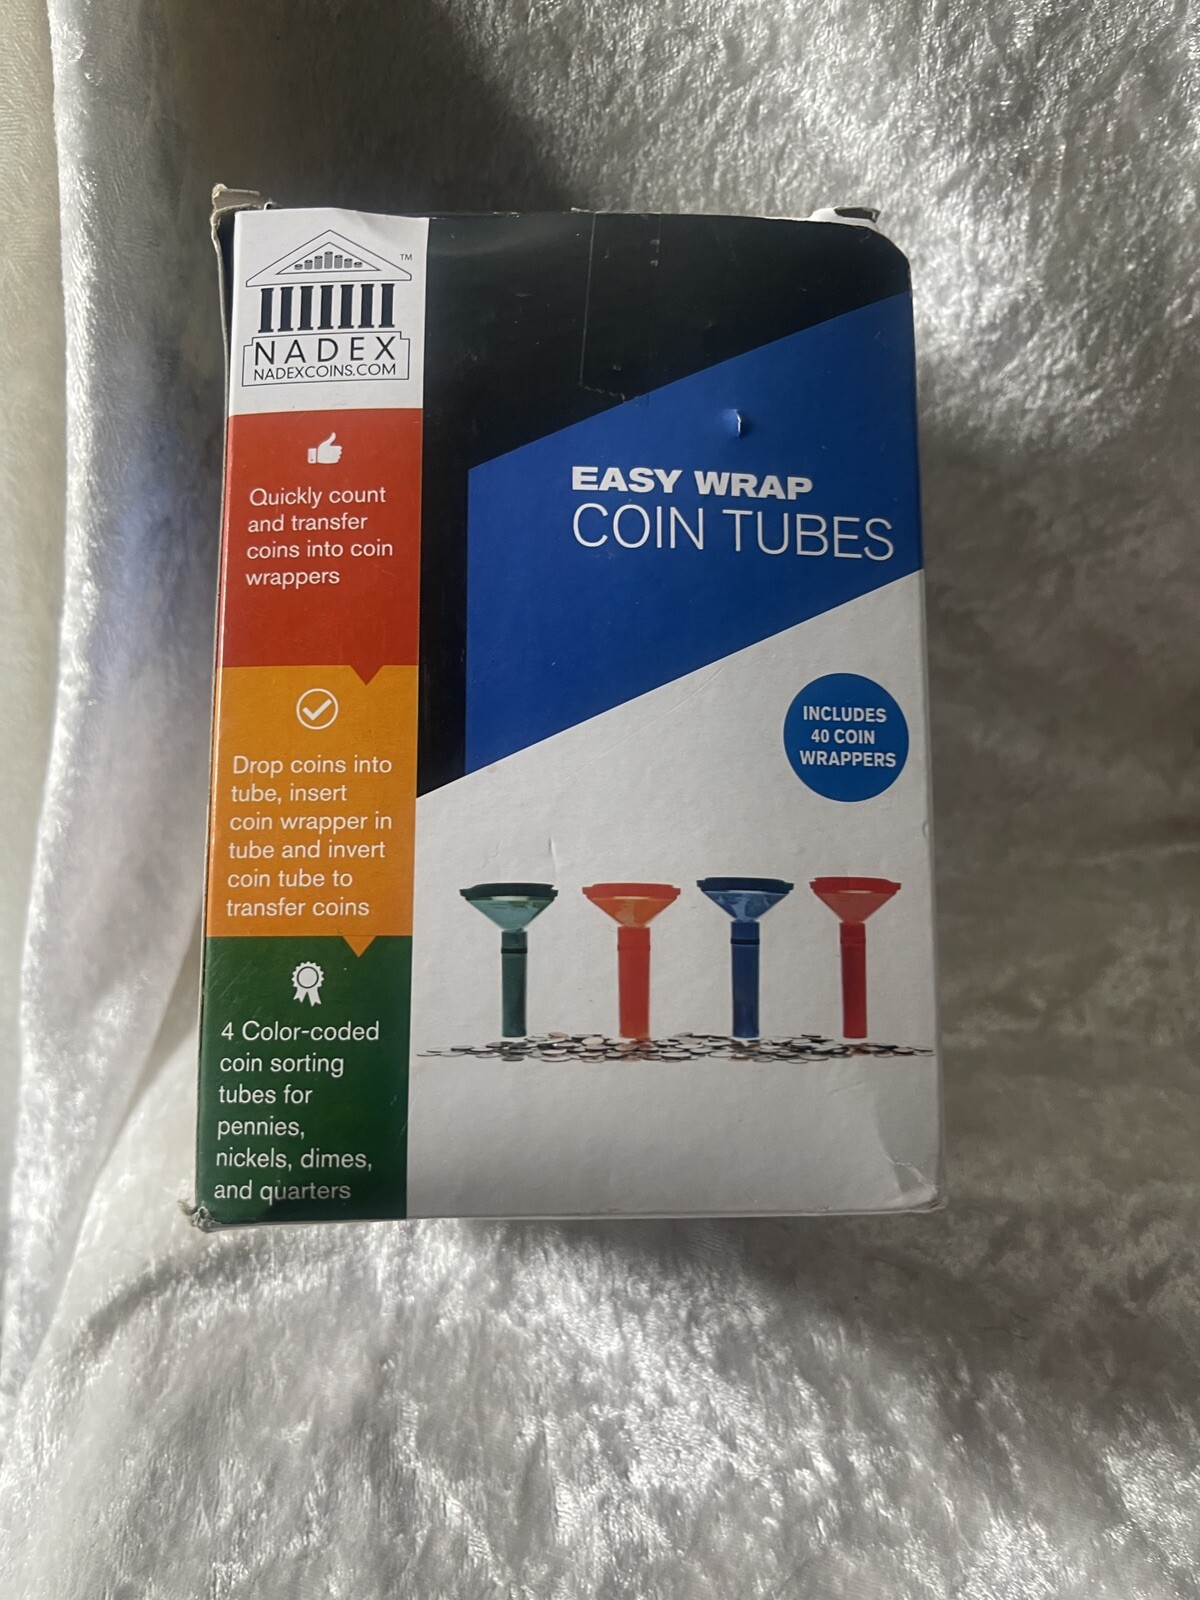 TM
NADEX
NADEXCOINS.COM
Quickly count
and transfer
coins into coin
wrappers
Drop coins into
tube, insert
coin wrapper in
tube and invert
coin tube to
transfer coins
4 Color-coded
coin sorting
tubes for
pennies,
nickels, dimes,
and quarters
EASY WRAP
COIN TUBES
INCLUDES
40 COIN
WRAPPERS